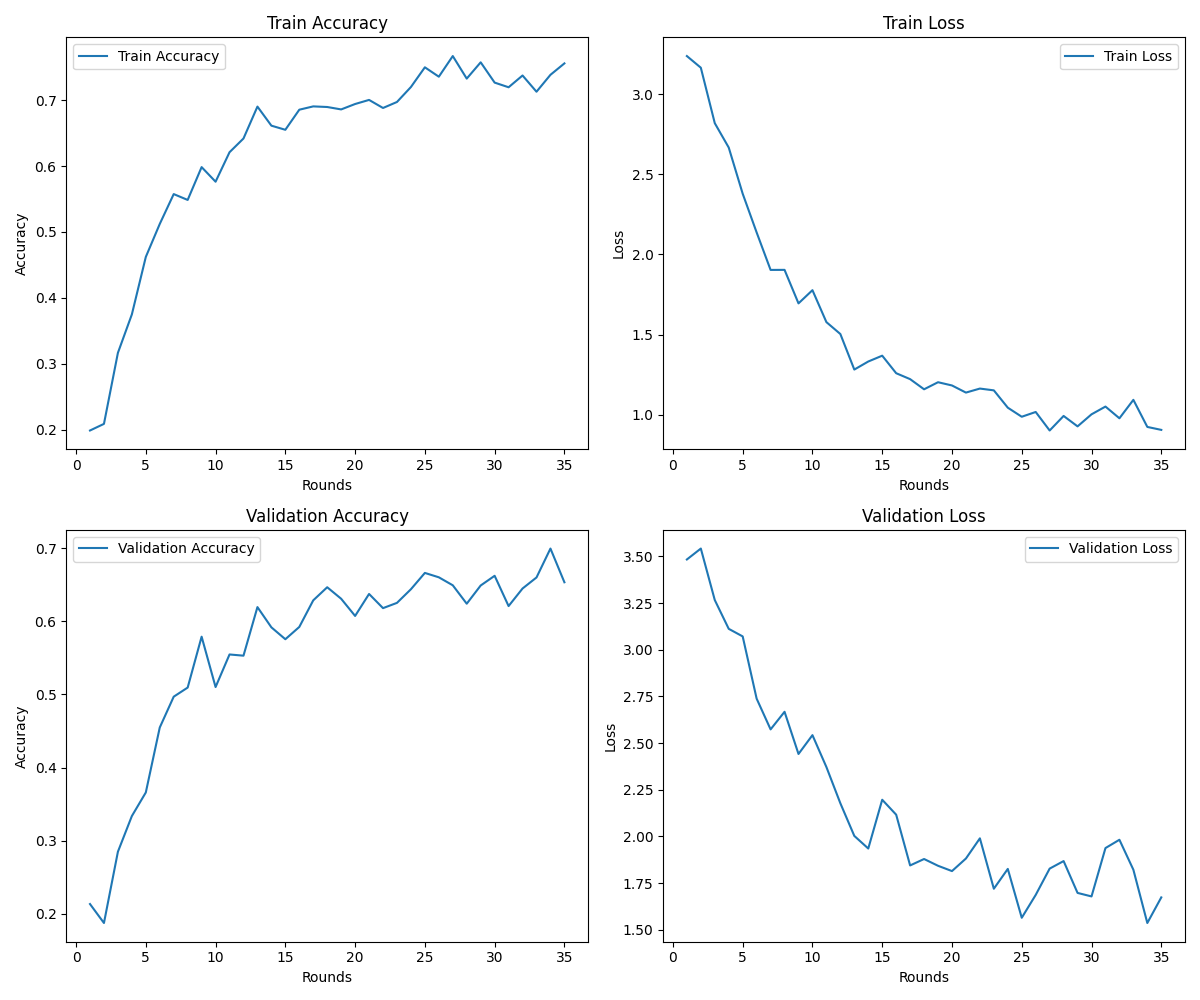 Train Accuracy
Train Accuracy
Accuracy
0.7
0.6
0.5
0.4
0.3
0.2
0 5 10 15 20 25 30 35
Rounds
Train Loss
Train Loss
Loss
3.0
2.5
2.0
1.5
1.0
0 5 10 15 20 25 30 35
Rounds
Validation Accuracy
Validation Accuracy
Accuracy
0.7
0.6
0.5
0.4
0.3
0.2
0 5 10 15 20 25 30 35
Rounds
Validation Loss
Validation Loss
Loss
3.50
3.25
3.00
2.75
2.50
2.25
2.00
1.75
1.50
0 5 10 15 20 25 30 35
Rounds